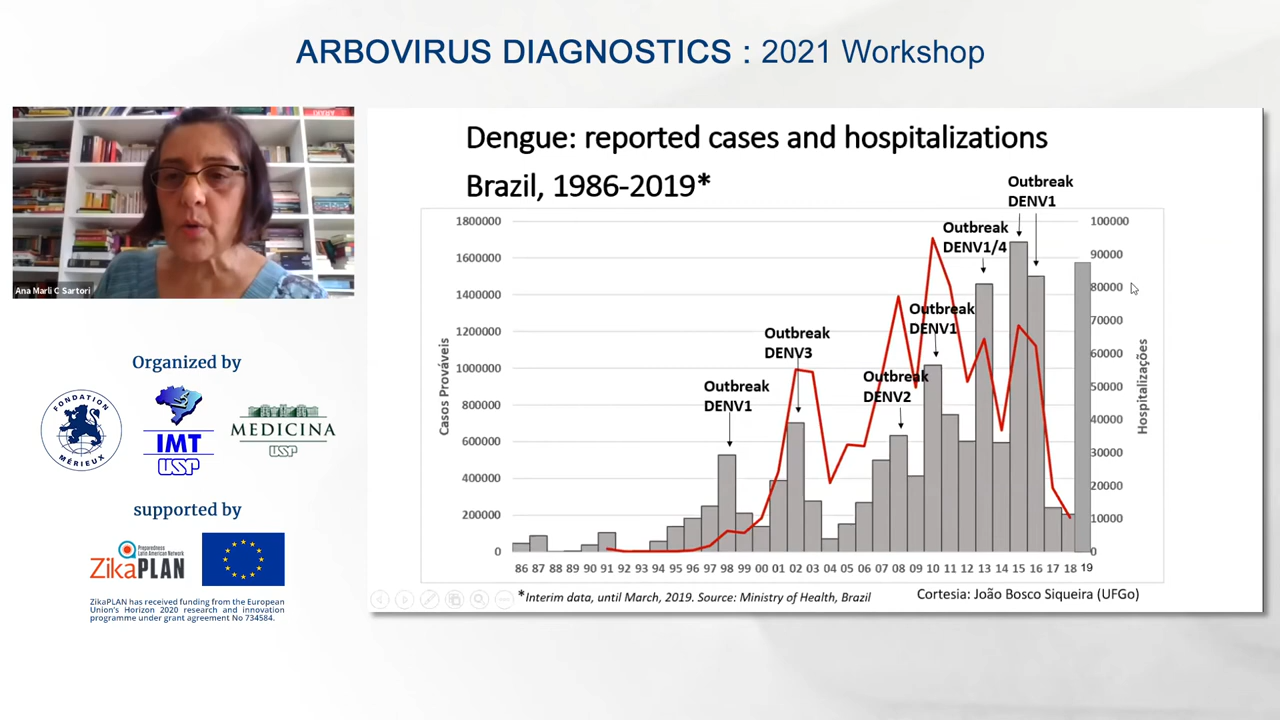 ARBOVIRUS DIAGNOSTICS : 2021 Workshop
Ana Marli C Sartori
Organized by
FONDATION
MÉRIEUX
IMT
USP
MEDICINA
USP
supported by
Preparedness
Latin American Network
ZikaPLAN
ZikaPLAN has received funding from the European
Union's Horizon 2020 research and innovation
programme under grant agreement No 734584.
Dengue: reported cases and hospitalizations
Brazil, 1986-2019*
Casos Prováveis
1800000
1600000
1400000
1200000
1000000
800000
600000
400000
200000
0
Outbreak
DENV1
Outbreak
DENV3
Outbreak
DENV2
Outbreak
DENV1
Outbreak
DENV1/4
Outbreak
DENV1
100000
90000
80000
70000
60000
50000
40000
30000
20000
10000
0
Hospitalizações
86 87 88 89 90 91 92 93 94 95 96 97 98 99 00 01 02 03 04 05 06 07 08 09 10 11 12 13 14 15 16 17 18 19
*Interim data, until March, 2019. Source: Ministry of Health, Brazil
Cortesia: João Bosco Siqueira (UFGo)